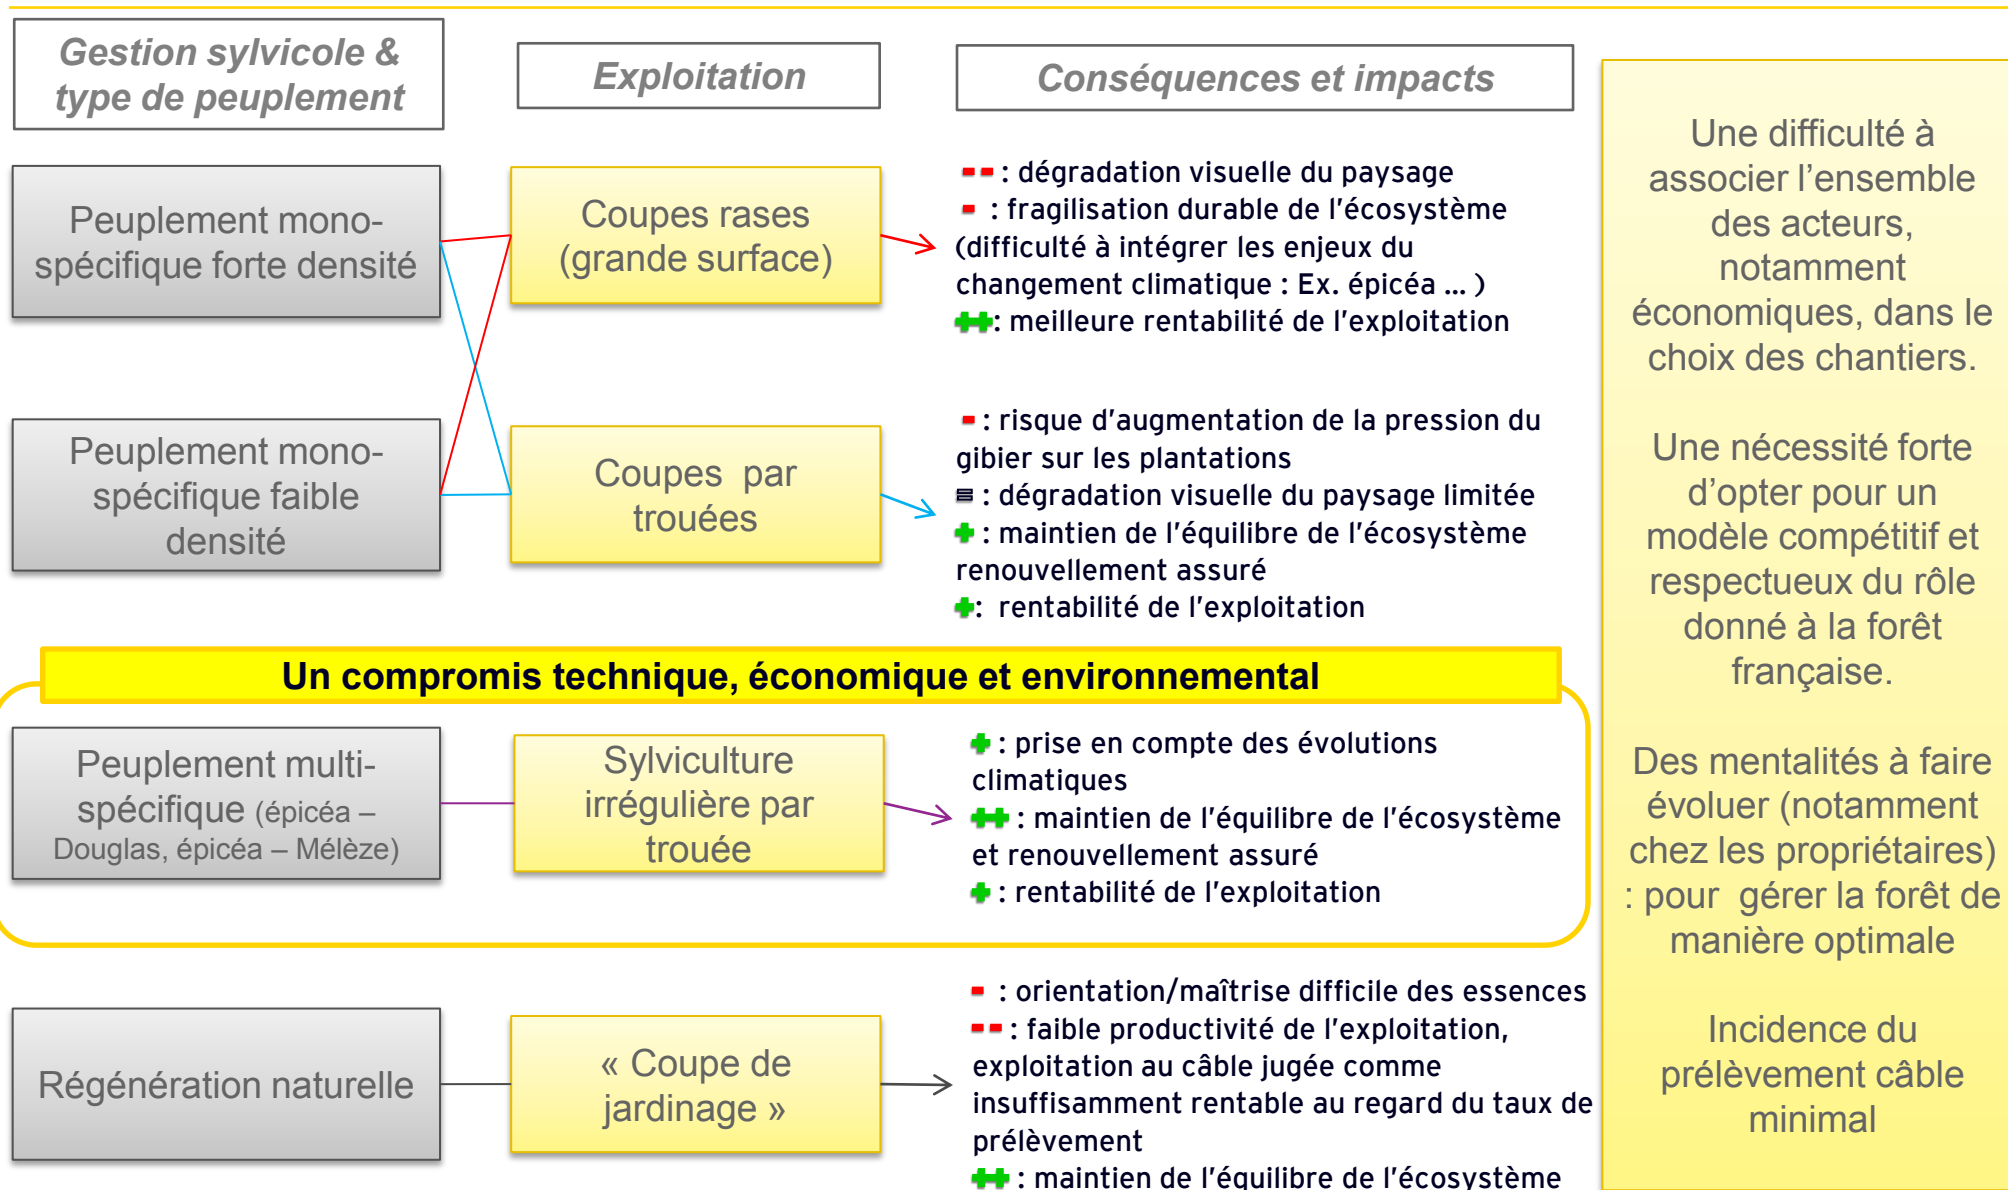 Gestion sylvicole &
type de peuplement
Exploitation
Conséquences et impacts
Peuplement mono-
spécifique forte densité
Coupes rases
(grande surface)
-- : dégradation visuelle du paysage
- : fragilisation durable de l'écosystème
(difficulté à intégrer les enjeux du
changement climatique : Ex. épicéa ... )
++: meilleure rentabilité de l'exploitation
Peuplement mono-
spécifique faible
densité
Coupes par
trouées
- : risque d'augmentation de la pression du
gibier sur les plantations
= : dégradation visuelle du paysage limitée
+ : maintien de l'équilibre de l'écosystème
renouvellement assuré
+: rentabilité de l'exploitation
Un compromis technique, économique et environnemental
Peuplement multi-
spécifique (épicéa –
Douglas, épicéa – Mélèze)
Sylviculture
irrégulière par
trouée
+ : prise en compte des évolutions
climatiques
++ : maintien de l'équilibre de l'écosystème
et renouvellement assuré
+ : rentabilité de l'exploitation
Régénération naturelle
« Coupe de
jardinage »
- : orientation/maîtrise difficile des essences
-- : faible productivité de l'exploitation,
exploitation au câble jugée comme
insuffisamment rentable au regard du taux de
prélèvement
++ : maintien de l'équilibre de l'écosystème
Une difficulté à
associer l'ensemble
des acteurs,
notamment
économiques, dans le
choix des chantiers.
Une nécessité forte
d'opter pour un
modèle compétitif et
respectueux du rôle
donné à la forêt
française.
Des mentalités à faire
évoluer (notamment
chez les propriétaires)
: pour gérer la forêt de
manière optimale
Incidence du
prélèvement câble
minimal